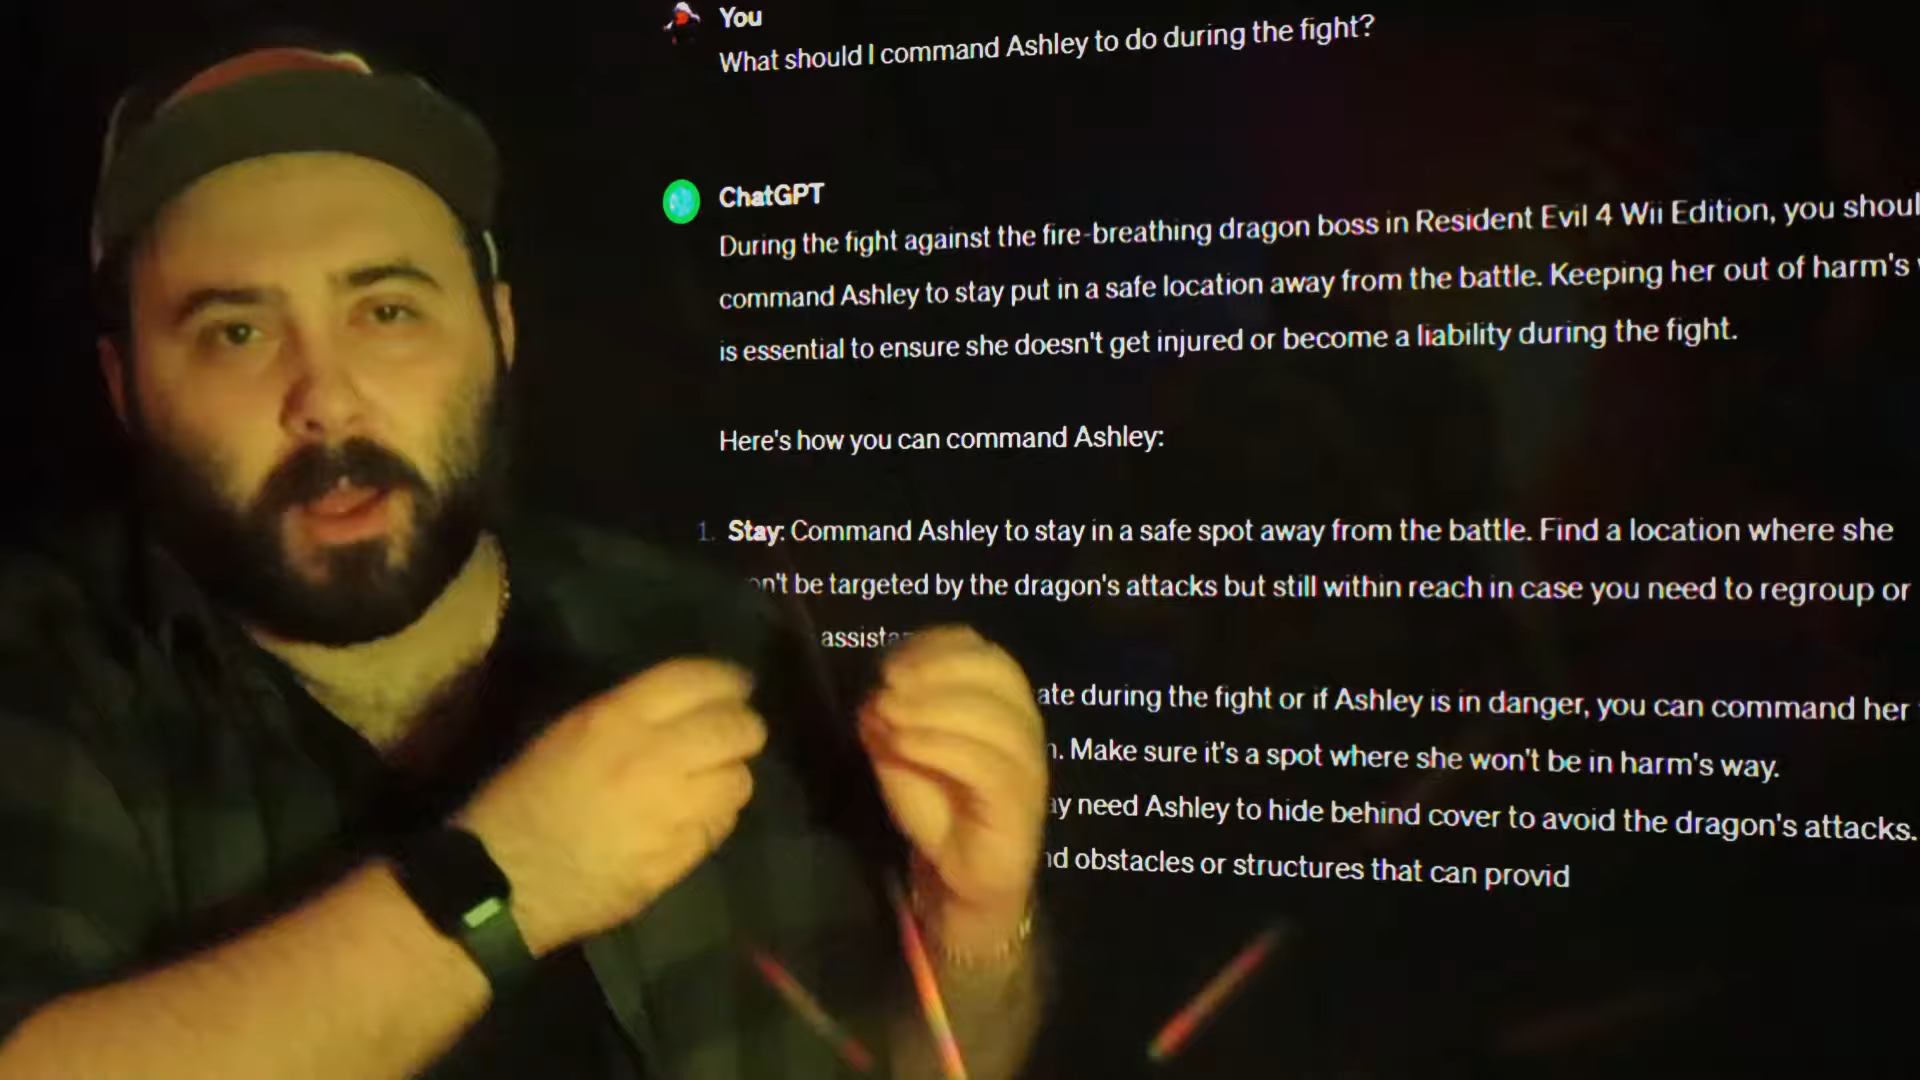 You
What should I command Ashley to do during the fight?
ChatGPT
During the fight against the fire-breathing dragon boss in Resident Evil 4 Wii Edition, you shoul
command Ashley to stay put in a safe location away from the battle. Keeping her out of harm's
is essential to ensure she doesn't get injured or become a liability during the fight.
Here's how you can command Ashley:
1. Stay: Command Ashley to stay in a safe spot away from the battle. Find a location where she
n't be targeted by the dragon's attacks but still within reach in case you need to regroup or
assist
ate during the fight or if Ashley is in danger, you can command her
. Make sure it's a spot where she won't be in harm's way.
ay need Ashley to hide behind cover to avoid the dragon's attacks.
nd obstacles or structures that can provid